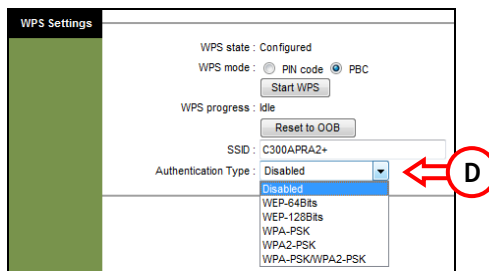 WPS Settings
WPS state : Configured
WPS mode : PIN code PBC
Start WPS
WPS progress : Idle
Reset to OOB
SSID : C300APRA2+
Authentication Type : Disabled
D
Disabled
WEP-64Bits
WEP-128Bits
WPA-PSK
WPA2-PSK
WPA-PSK/WPA2-PSK